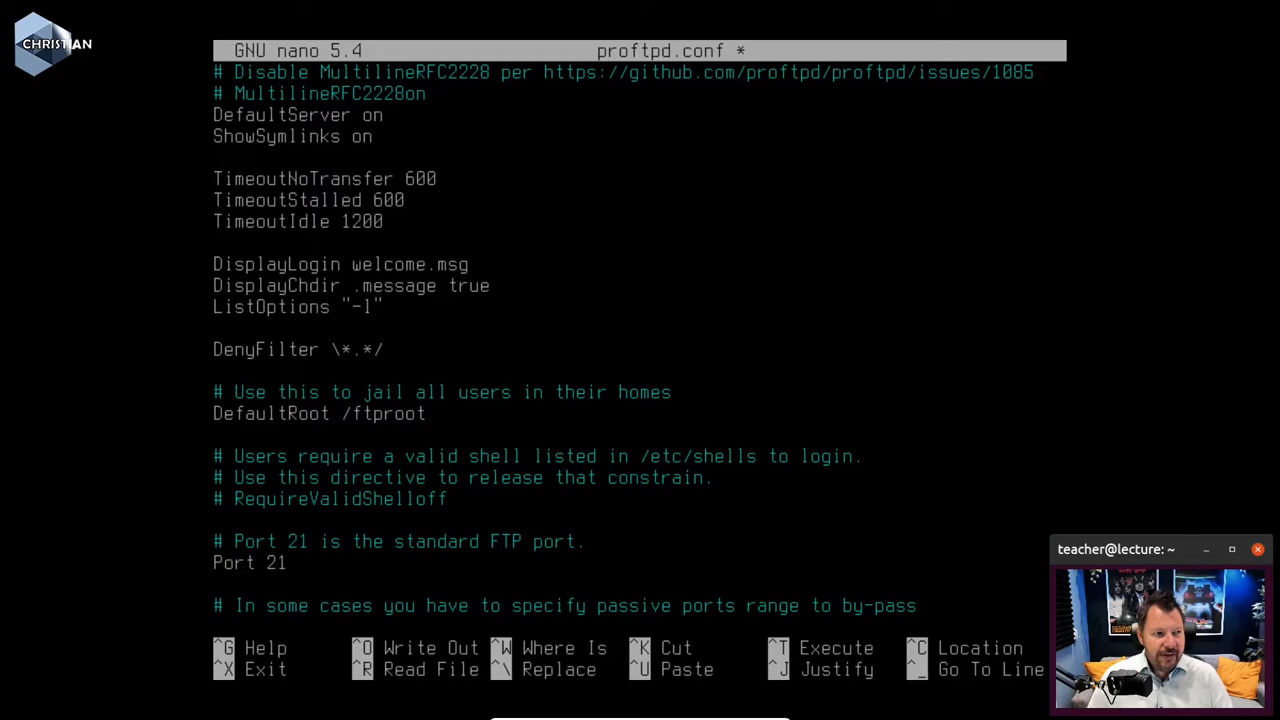 CHRISTIAN
GNU nano 5.4 proftpd.conf *
# Disable MultilineRFC2228 per https://github.com/proftpd/proftpd/issues/1085
# MultilineRFC2228on
DefaultServer on
ShowSymlinks on
TimeoutNoTransfer 600
TimeoutStalled 600
TimeoutIdle 1200
DisplayLogin welcome.msg
DisplayChdir .message true
ListOptions "-l"
DenyFilter \*.*/
# Use this to jail all users in their homes
DefaultRoot /ftproot
# Users require a valid shell listed in /etc/shells to login.
# Use this directive to release that constrain.
# RequireValidShelloff
# Port 21 is the standard FTP port.
Port 21
# In some cases you have to specify passive ports range to by-pass
^G Help ^O Write Out ^W Where Is ^K Cut ^T Execute ^C Location
^X Exit ^R Read File ^\ Replace ^U Paste ^J Justify ^_ Go To Line
teacher@lecture: ~